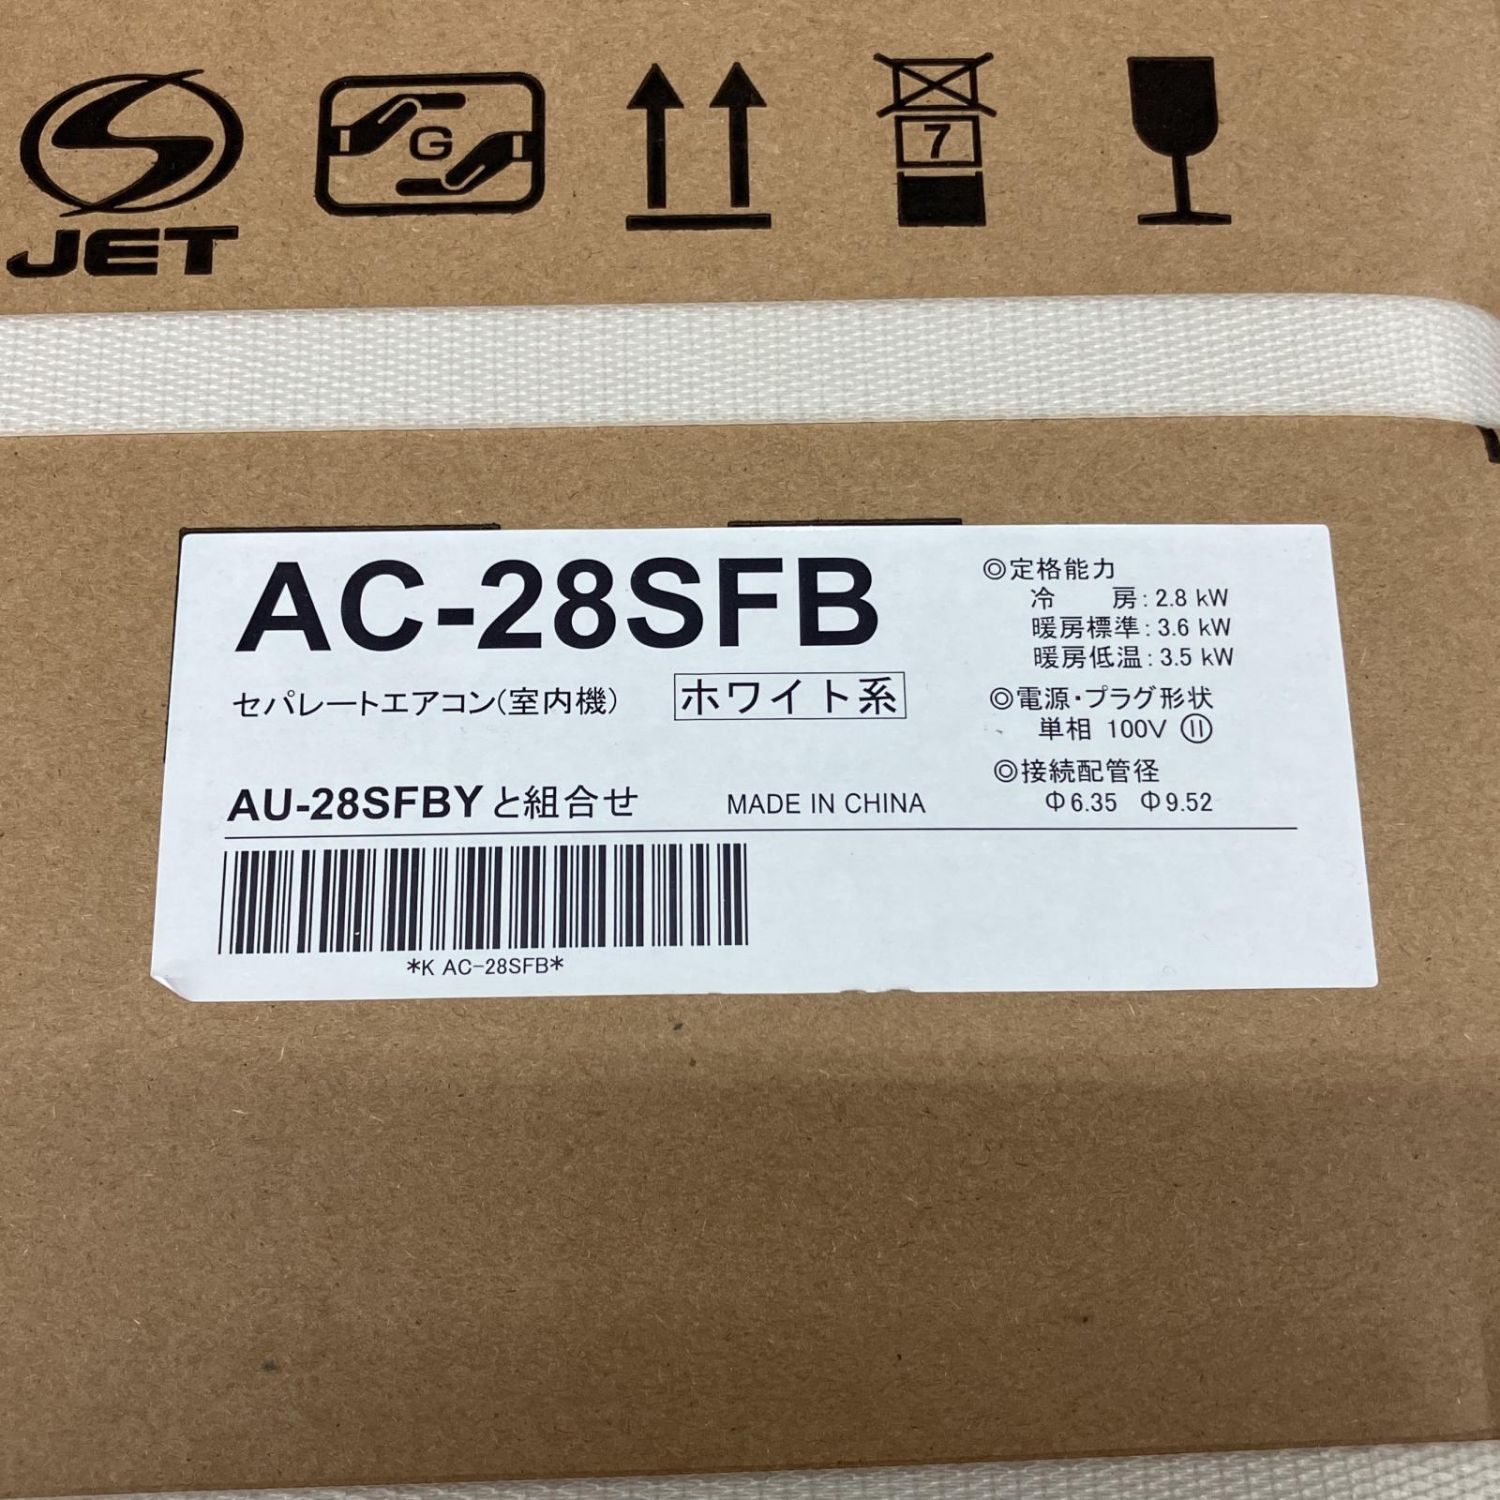 JET
G
7
AC-28SFB
セパレートエアコン(室内機)
ホワイト系
AU-28SFBYと組合せ
MADE IN CHINA
◎定格能力
冷　　房:2.8 kW
暖房標準:3.6 kW
暖房低温:3.5 kW
◎電源・プラグ形状
単相 100V
◎接続配管径
Φ6.35 Φ9.52
*K AC-28SFB*